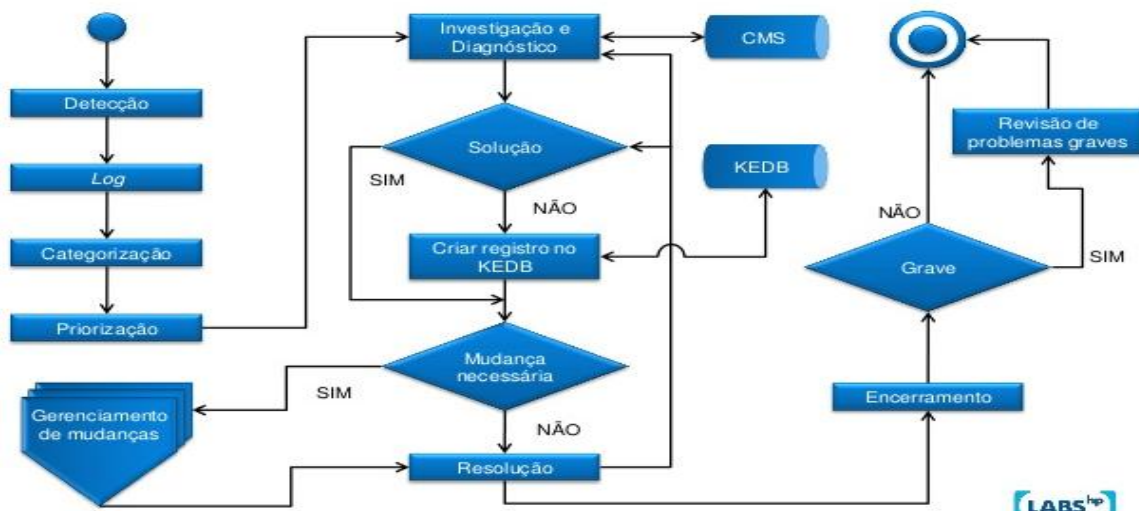 Detecção
Log
Categorização
Priorização
Gerenciamento
de mudanças
SIM
Investigação e
Diagnóstico
CMS
Solução
SIM
NÃO
KEDB
Criar registro no
KEDB
Mudança
necessária
NÃO
Resolução
Revisão de
problemas graves
NÃO
Grave
SIM
Encerramento
LABS hp